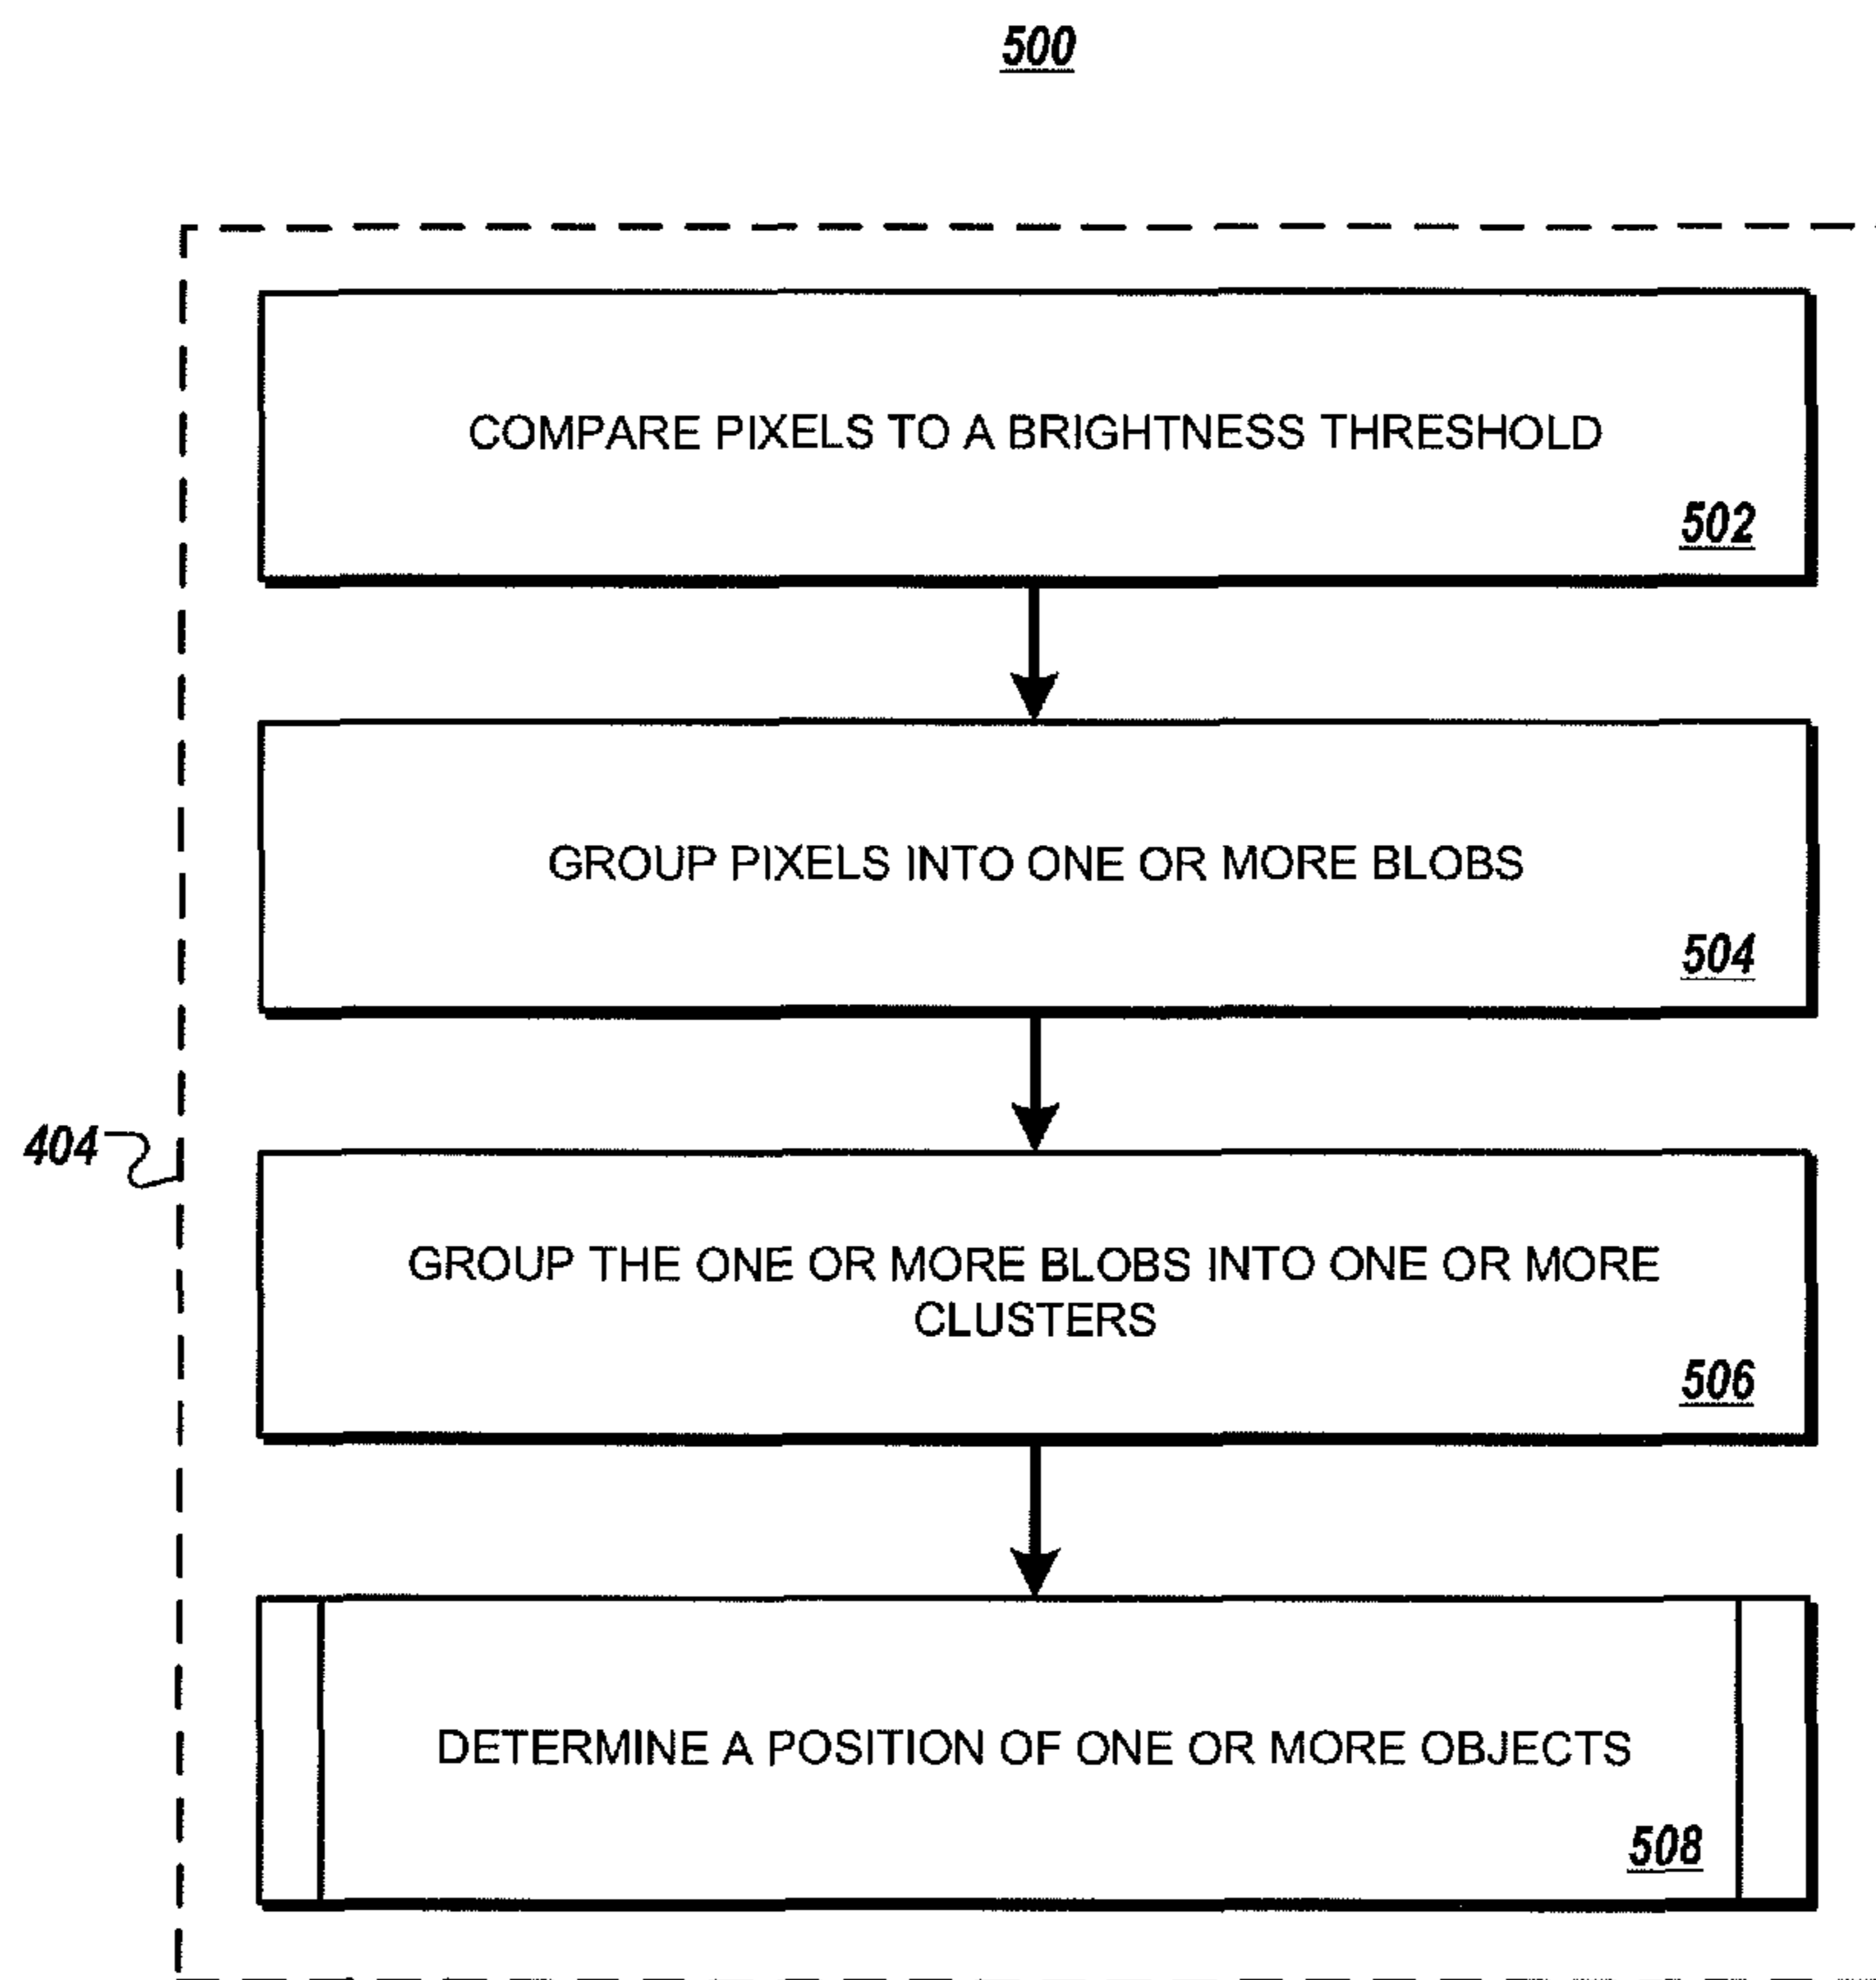 500
COMPARE PIXELS TO A BRIGHTNESS THRESHOLD
502
GROUP PIXELS INTO ONE OR MORE BLOBS
504
404
GROUP THE ONE OR MORE BLOBS INTO ONE OR MORE
CLUSTERS
506
DETERMINE A POSITION OF ONE OR MORE OBJECTS
508